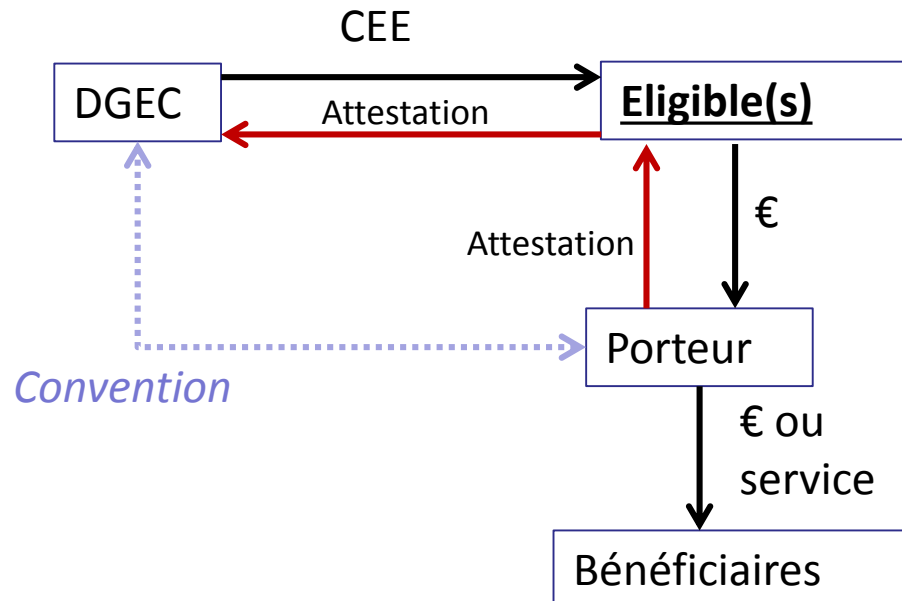 CEE
DGEC
Eligible(s)
Attestation
€
Attestation
Porteur
Convention
€ ou
service
Bénéficiaires